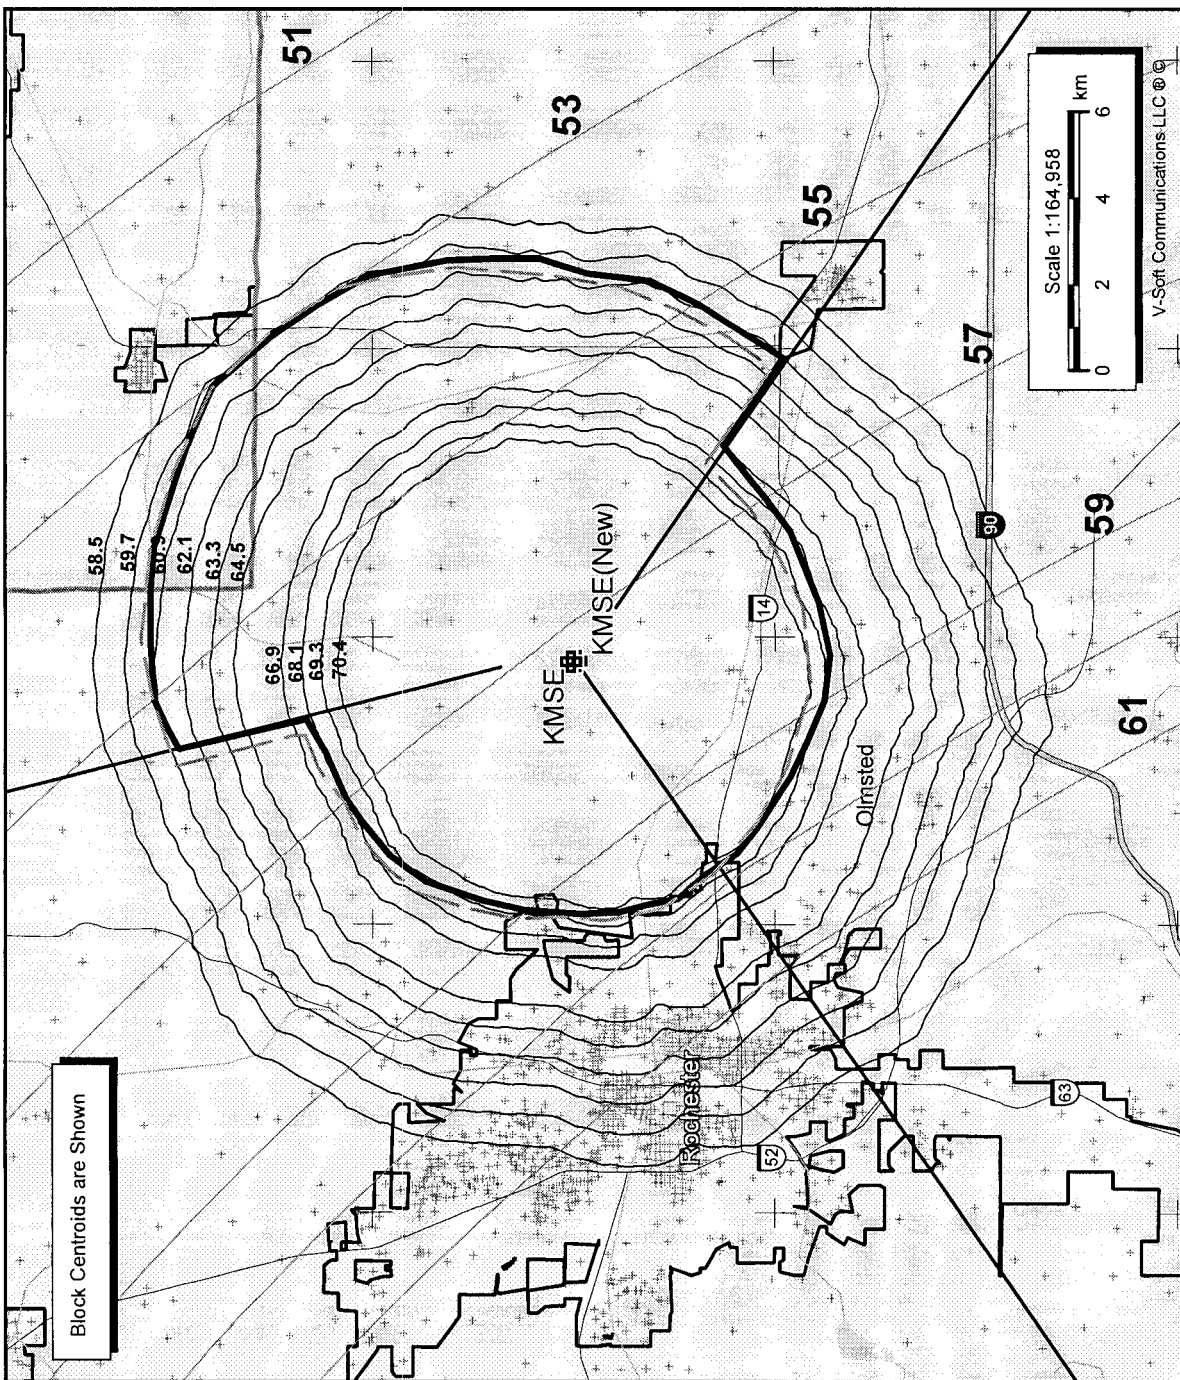 Block Centroids are Shown
51
53
55
57
59
61
58.5
59.7
60.9
62.1
63.3
64.5
66.9
68.1
69.3
70.4
KMSE
KMSE(New)
Rochester
Olmsted
14
90
52
63
Scale 1:164,958
0 2 4 6
km
V-Soft Communications LLC ® ©